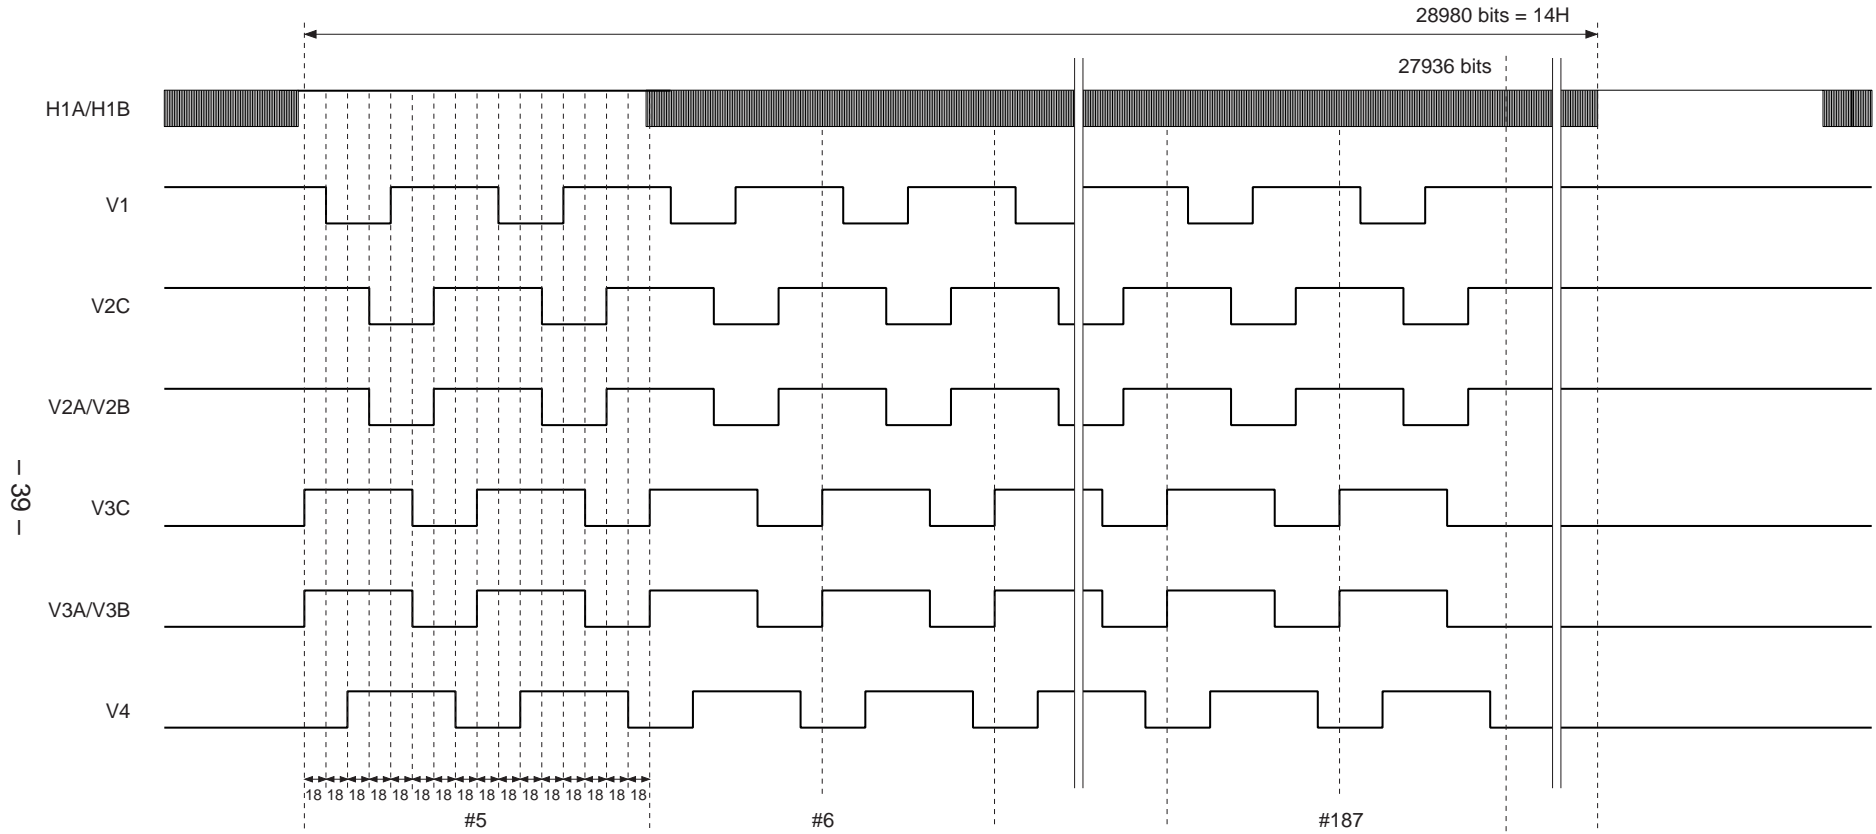 28980 bits = 14H
27936 bits
H1A/H1B
V1
V2C
V2A/V2B
– 39 –
V3C
V3A/V3B
V4
18 18 18 18 18 18 18 18 18 18 18 18 18 18 18 18
#5 #6 #187